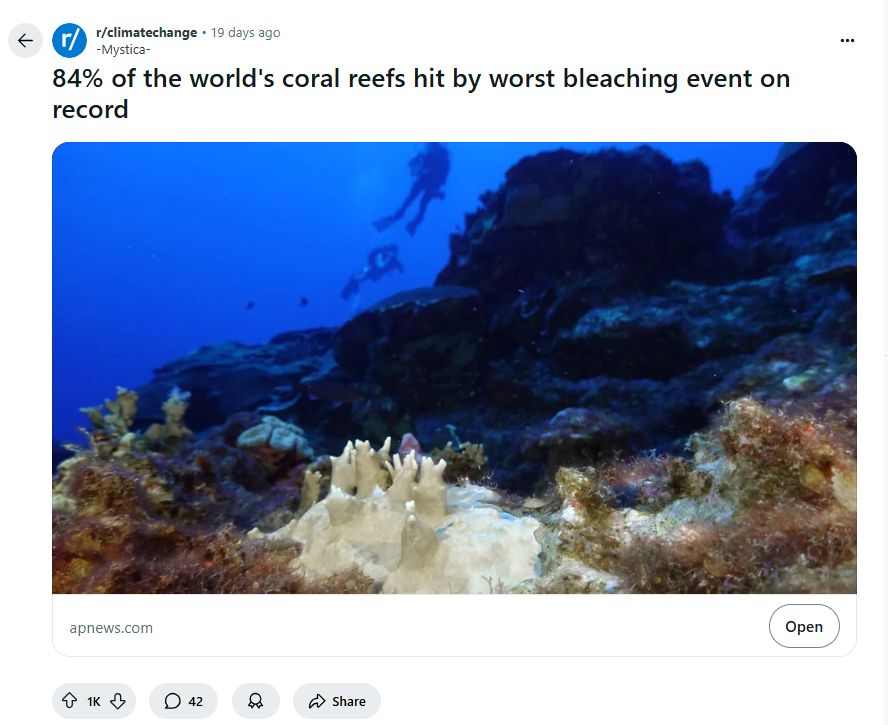 r/
r/climatechange • 19 days ago
-Mystica-
84% of the world's coral reefs hit by worst bleaching event on
record
apnews.com
Open
1K
42
Share